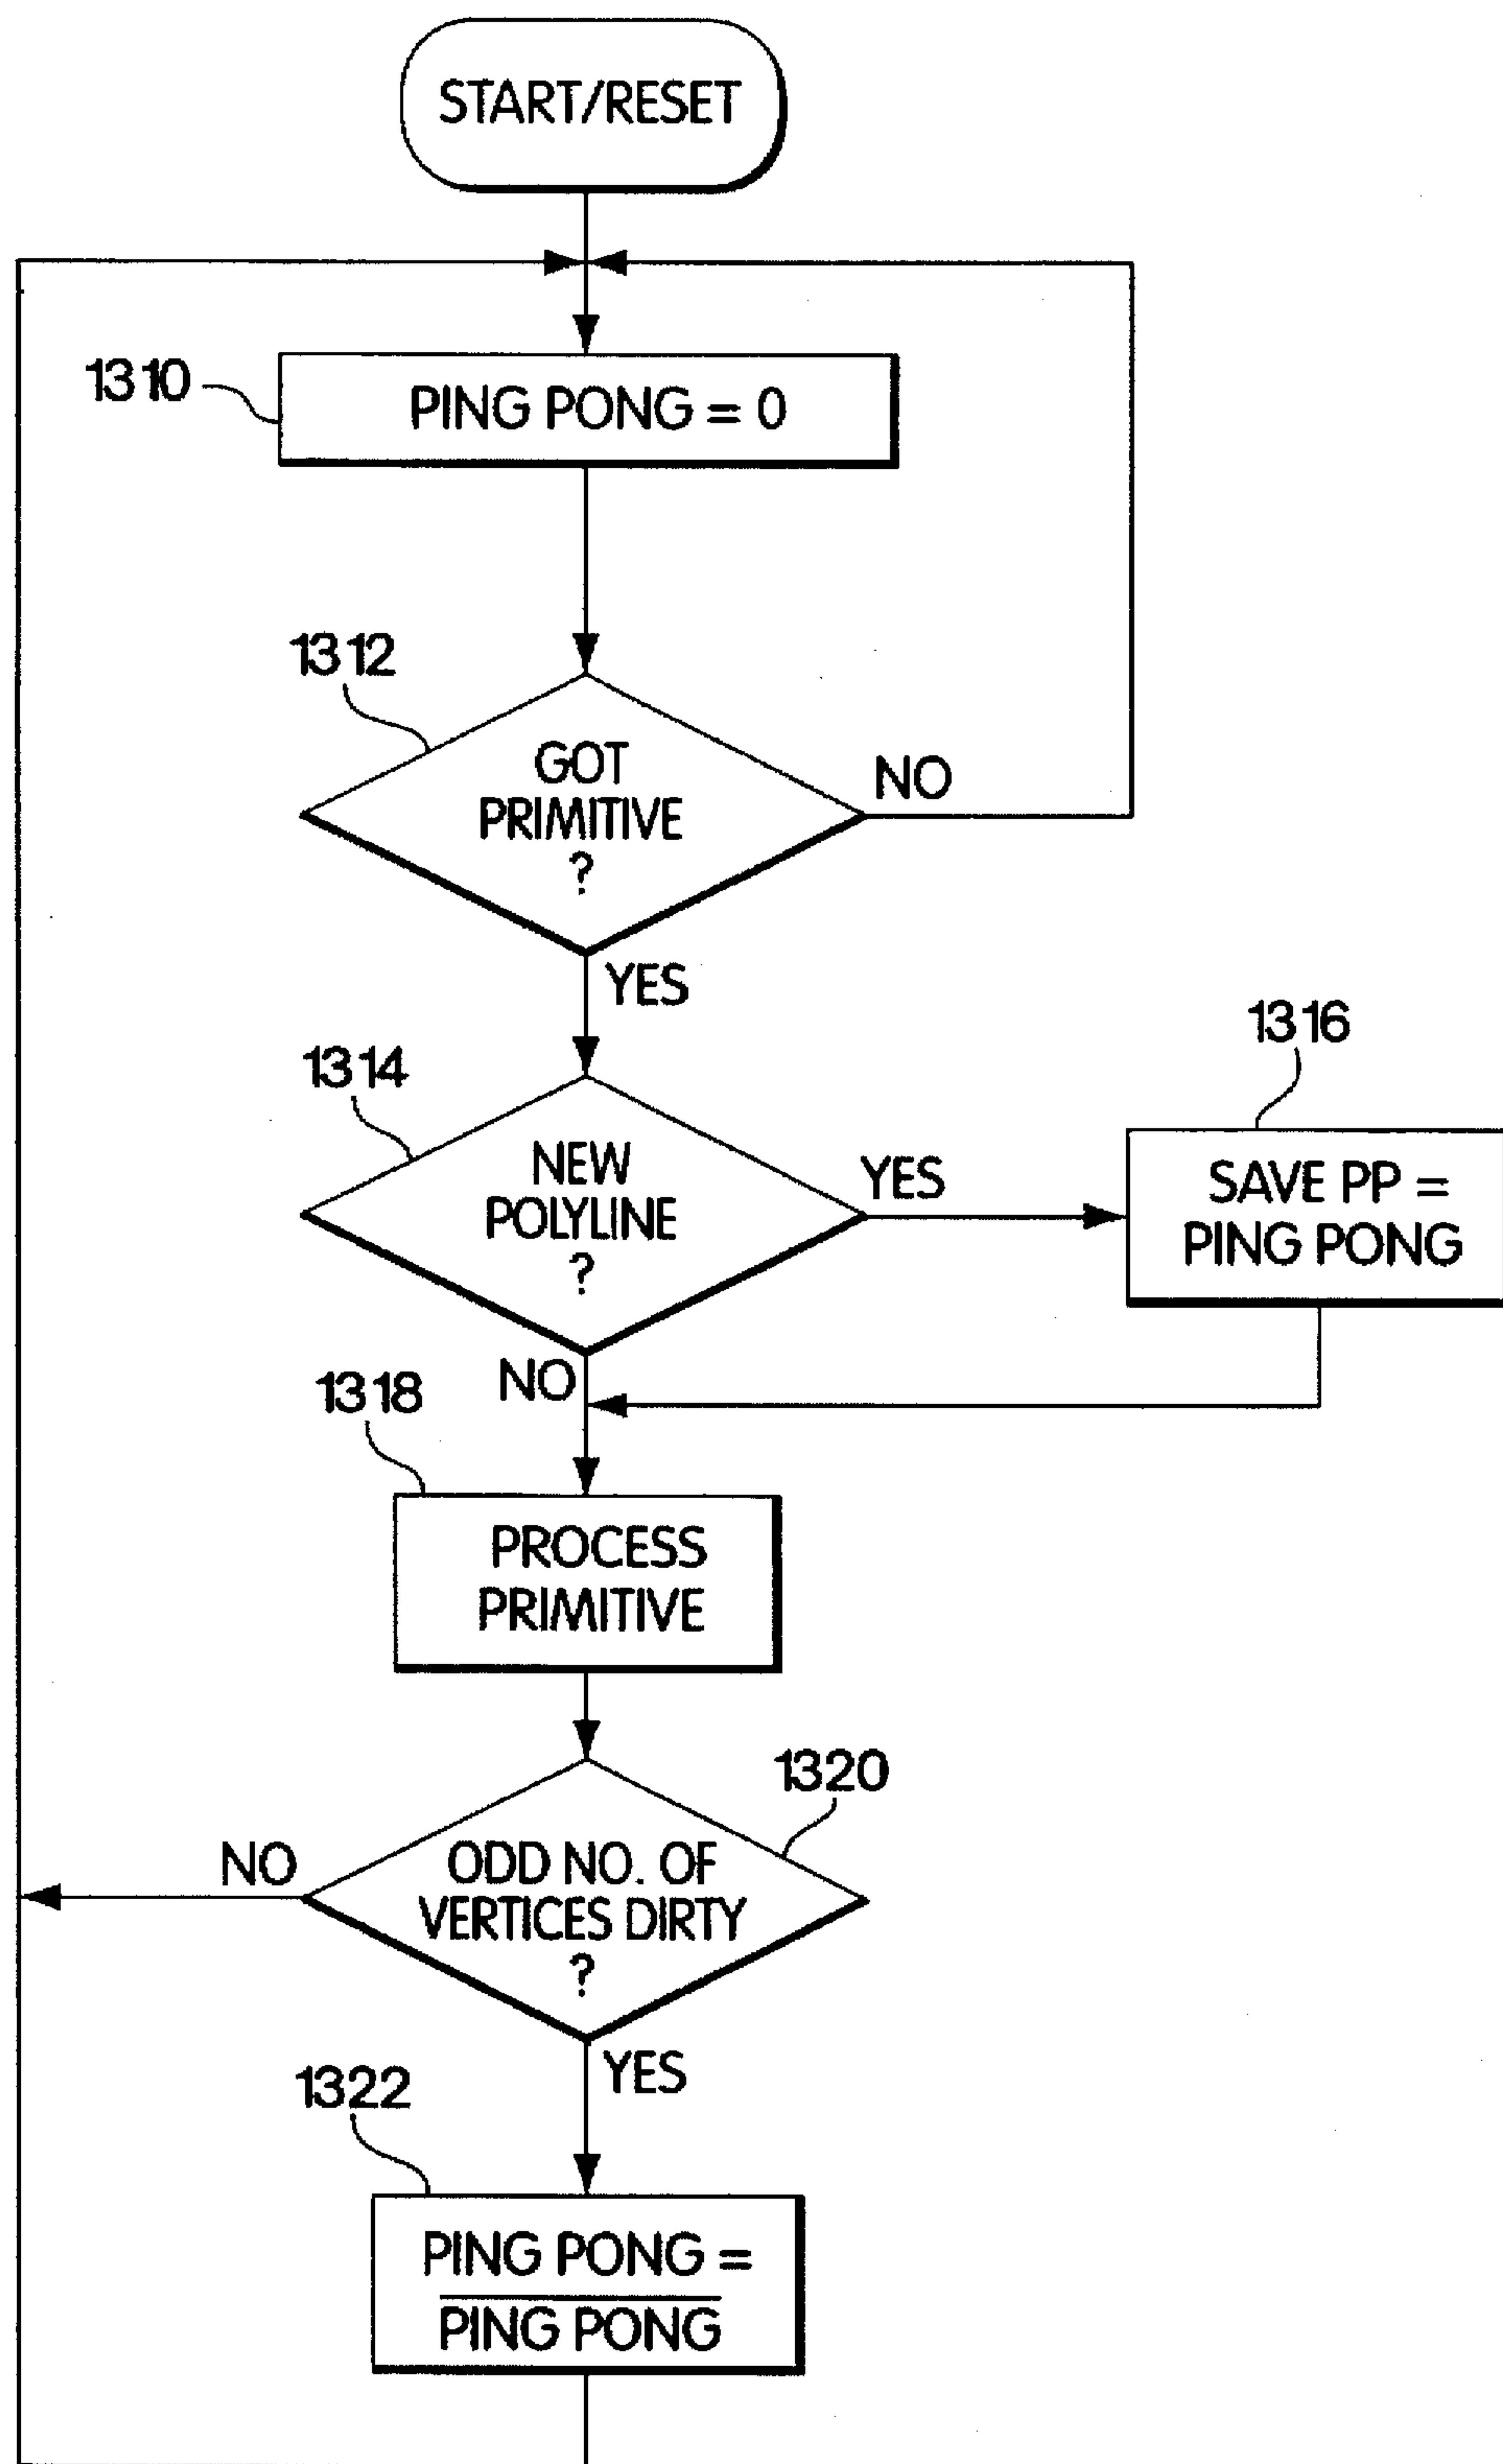 START/RESET
1310
PING PONG = 0
1312
GOT
PRIMITIVE
?
NO
YES
1314
NEW
POLYLINE
?
YES
1316
SAVE PP =
PING PONG
NO
1318
PROCESS
PRIMITIVE
1320
NO
ODD NO. OF
VERTICES DIRTY
?
YES
1322
PING PONG =
PING PONG